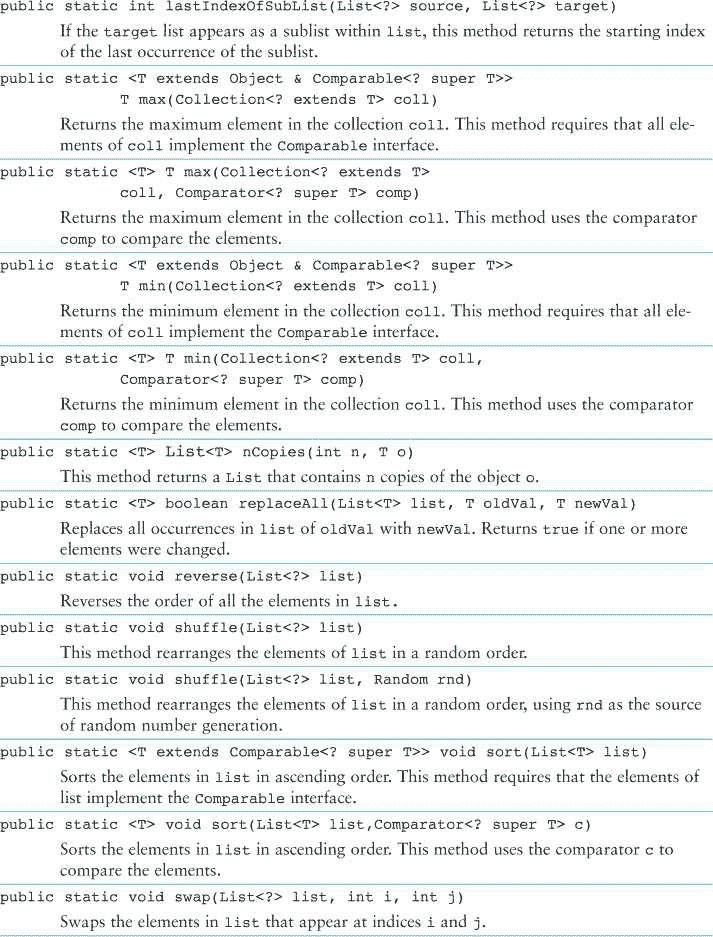 public static int lastIndexOfSubList(List<?> source, List<?> target)
If the target list appears as a sublist within list, this method returns the starting index
of the last occurrence of the sublist.
public static <T extends Object & Comparable<? super T>>
T max(Collection<? extends T> coll)
Returns the maximum element in the collection coll. This method requires that all ele-
ments of coll implement the Comparable interface.
public static <T> T max(Collection<? extends T>
coll, Comparator<? super T> comp)
Returns the maximum element in the collection coll. This method uses the comparator
comp to compare the elements.
public static <T extends Object & Comparable<? super T>>
T min(Collection<? extends T> coll)
Returns the minimum element in the collection coll. This method requires that all ele-
ments of coll implement the Comparable interface.
public static <T> T min(Collection<? extends T> coll,
Comparator<? super T> comp)
Returns the minimum element in the collection coll. This method uses the comparator
comp to compare the elements.
public static <T> List<T> nCopies(int n, T o)
This method returns a List that contains n copies of the object o.
public static <T> boolean replaceAll(List<T> list, T oldVal, T newVal)
Replaces all occurrences in list of oldVal with newVal. Returns true if one or more
elements were changed.
public static void reverse(List<?> list)
Reverses the order of all the elements in list.
public static void shuffle(List<?> list)
This method rearranges the elements of list in a random order.
public static void shuffle(List<?> list, Random rnd)
This method rearranges the elements of list in a random order, using rnd as the source
of random number generation.
public static <T extends Comparable<? super T>> void sort(List<T> list)
Sorts the elements in list in ascending order. This method requires that the elements of
list implement the Comparable interface.
public static <T> void sort(List<T> list,Comparator<? super T> c)
Sorts the elements in list in ascending order. This method uses the comparator c to
compare the elements.
public static void swap(List<?> list, int i, int j)
Swaps the elements in list that appear at indices i and j.